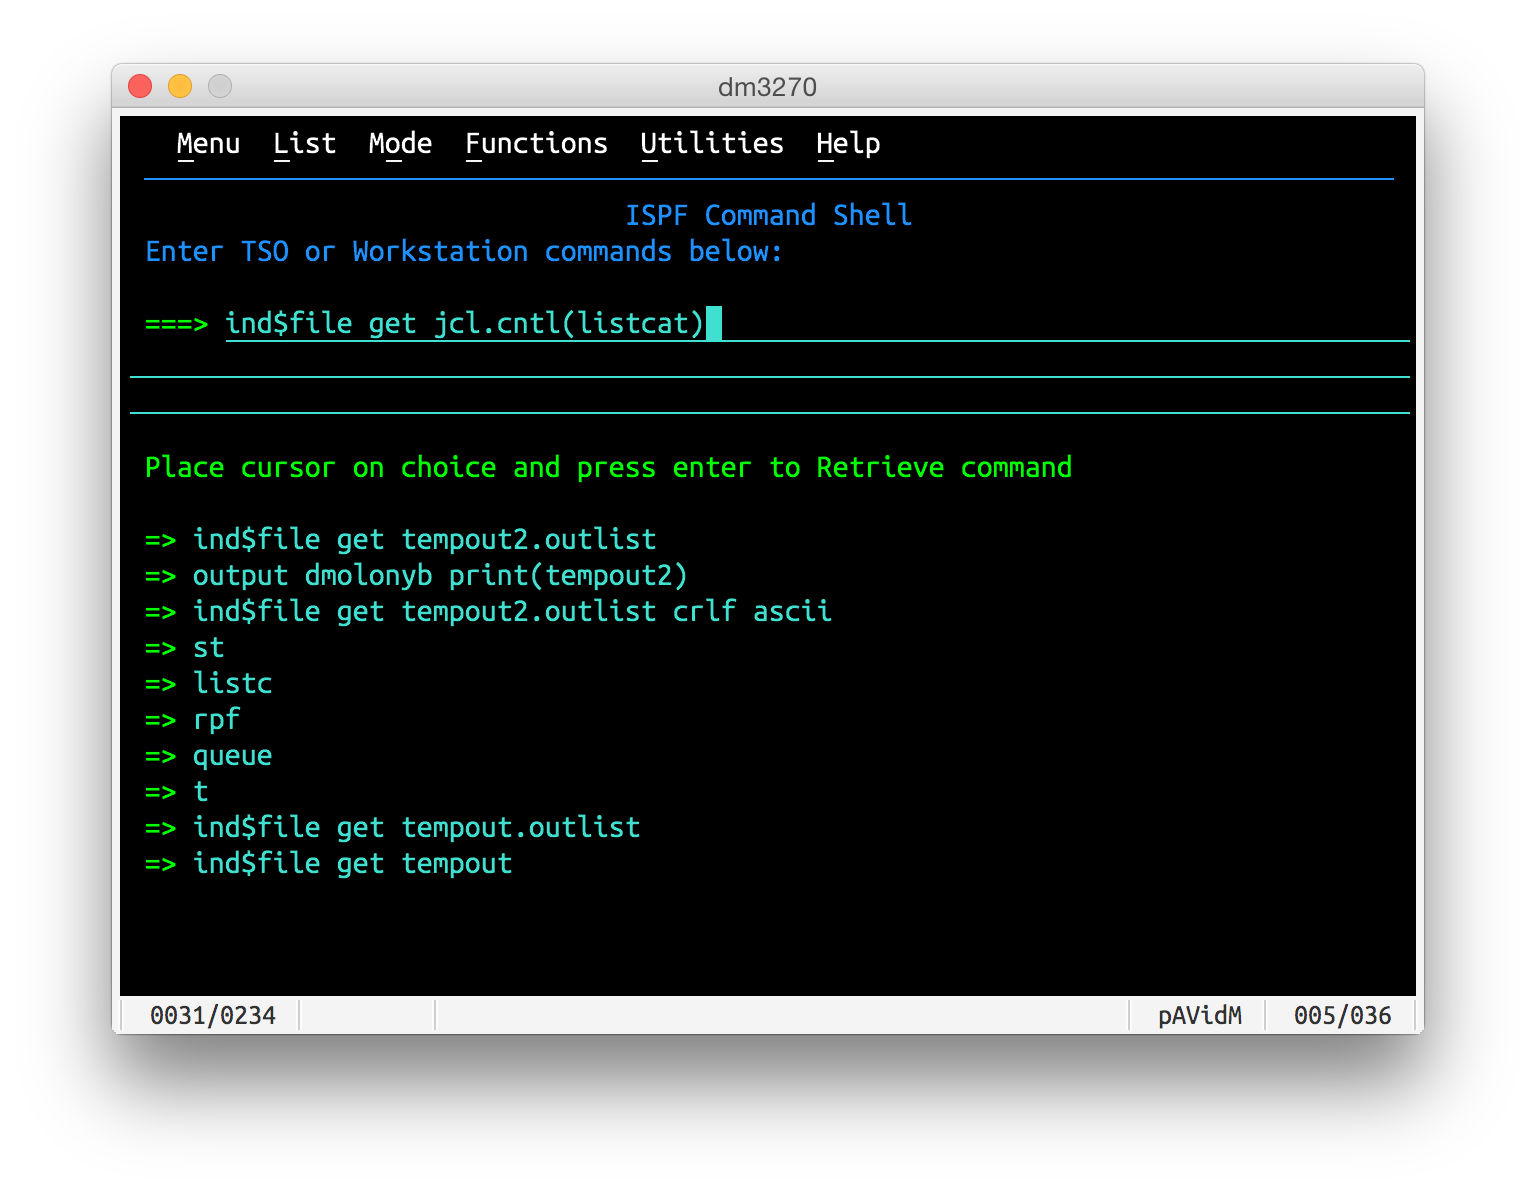 dm3270
Menu List Mode Functions Utilities Help
ISPF Command Shell
Enter TSO or Workstation commands below:
===> ind$file get jcl.cntl(listcat)
Place cursor on choice and press enter to Retrieve command
=> ind$file get tempout2.outlist
=> output dmolonyb print(tempout2)
=> ind$file get tempout2.outlist crlf ascii
=> st
=> listc
=> rpf
=> queue
=> t
=> ind$file get tempout.outlist
=> ind$file get tempout
0031/0234 pAVidM 005/036